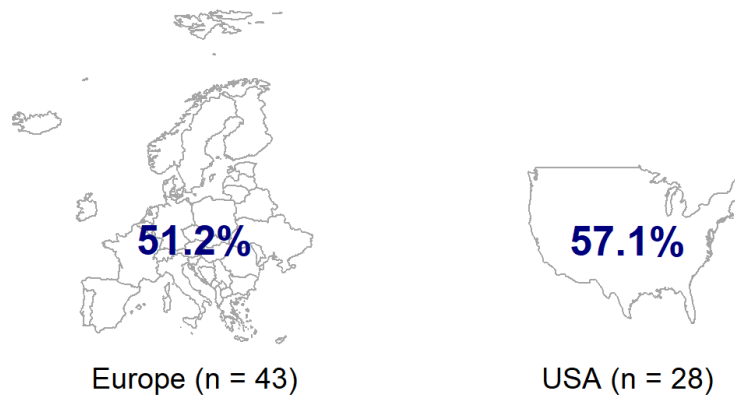 51.2%
57.1%
Europe (n = 43)
USA (n = 28)